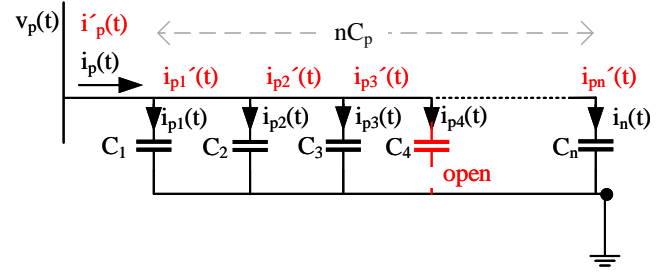 vₚ(t) i´ₚ(t) nCₚ
iₚ(t) iₚ₁´(t) iₚ₂´(t) iₚ₃´(t) iₚₙ´(t)
iₚ₁(t) iₚ₂(t) iₚ₃(t) iₚ₄(t) iₙ(t)
C₁ C₂ C₃ C₄ Cₙ
open